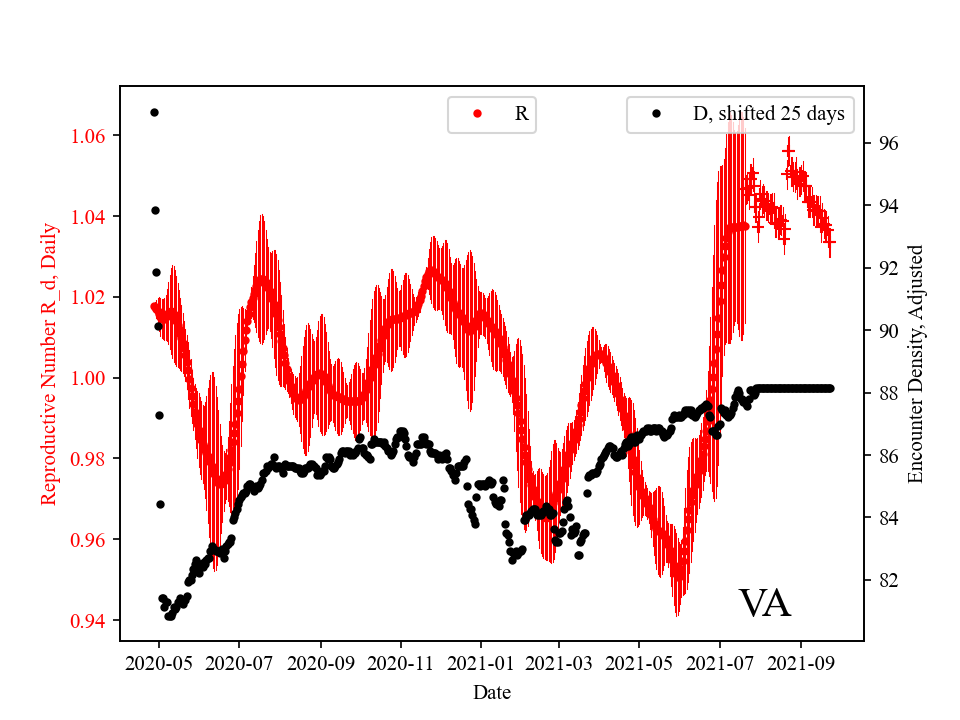 R
D, shifted 25 days
Reproductive Number R_d, Daily
1.06
1.04
1.02
1.00
0.98
0.96
0.94
96
94
92
90
88
86
84
82
Encounter Density, Adjusted
VA
2020-05 2020-07 2020-09 2020-11 2021-01 2021-03 2021-05 2021-07 2021-09
Date